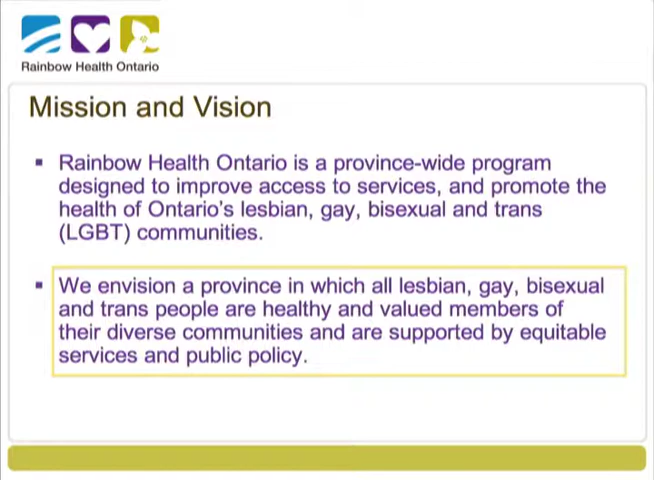 Rainbow Health Ontario
Mission and Vision
▪ Rainbow Health Ontario is a province-wide program
designed to improve access to services, and promote the
health of Ontario's lesbian, gay, bisexual and trans
(LGBT) communities.
▪ We envision a province in which all lesbian, gay, bisexual
and trans people are healthy and valued members of
their diverse communities and are supported by equitable
services and public policy.